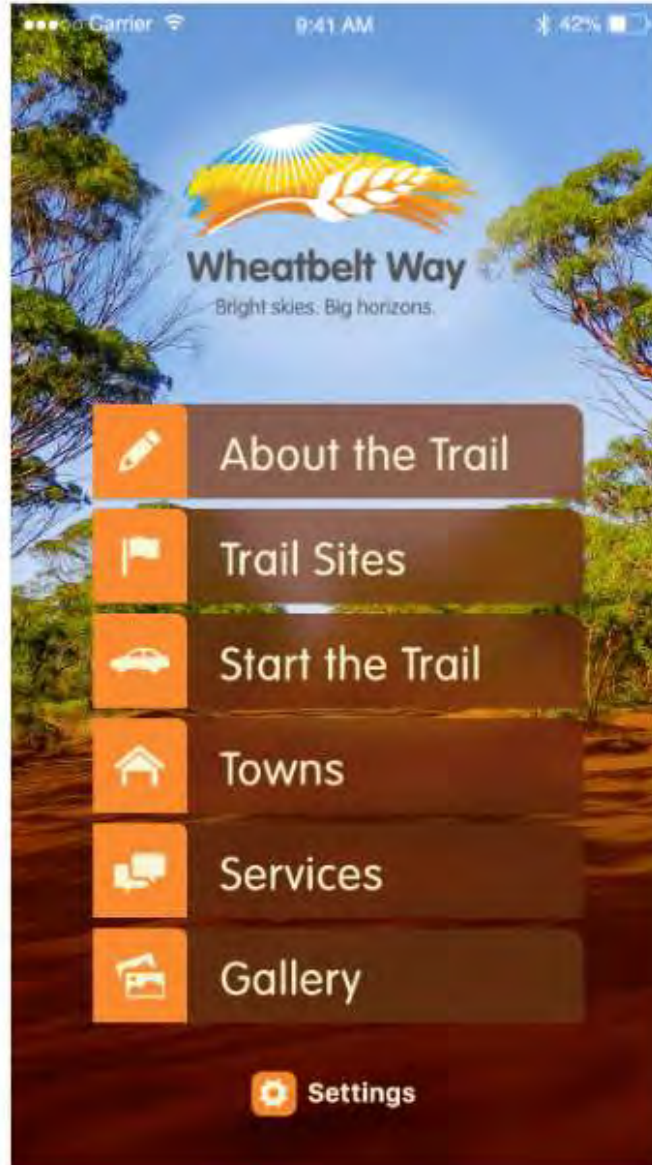 Carrier 9:41 AM 42%
Wheatbelt Way
Bright skies. Big horizons.
About the Trail
Trail Sites
Start the Trail
Towns
Services
Gallery
Settings